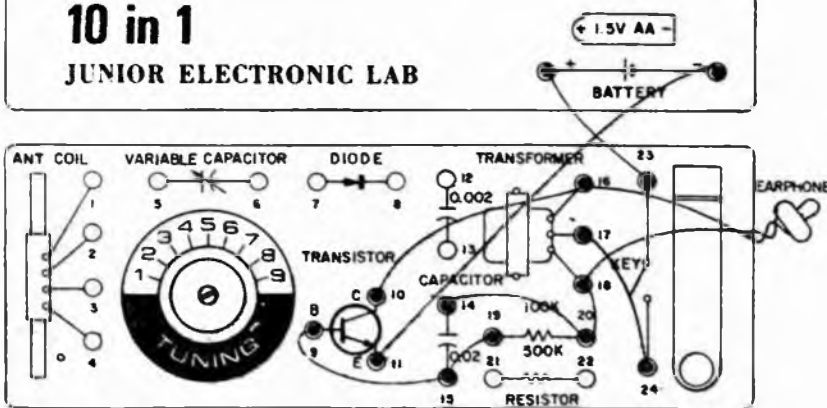 10 in 1
JUNIOR ELECTRONIC LAB
+ 1.5V AA -
+ -
BATTERY
ANT COIL VARIABLE CAPACITOR DIODE TRANSFORMER 23
1 5 6 7 8 12 16 EARPHONE
0.002
2 13 17
1 2 3 4 5 6 7 8 9
TRANSISTOR
C 10 CAPACITOR 18 KEY
3 B 14 19 100K 20
9 500K
TUNING
4 E 11 0.02 21 22 24
15 RESISTOR